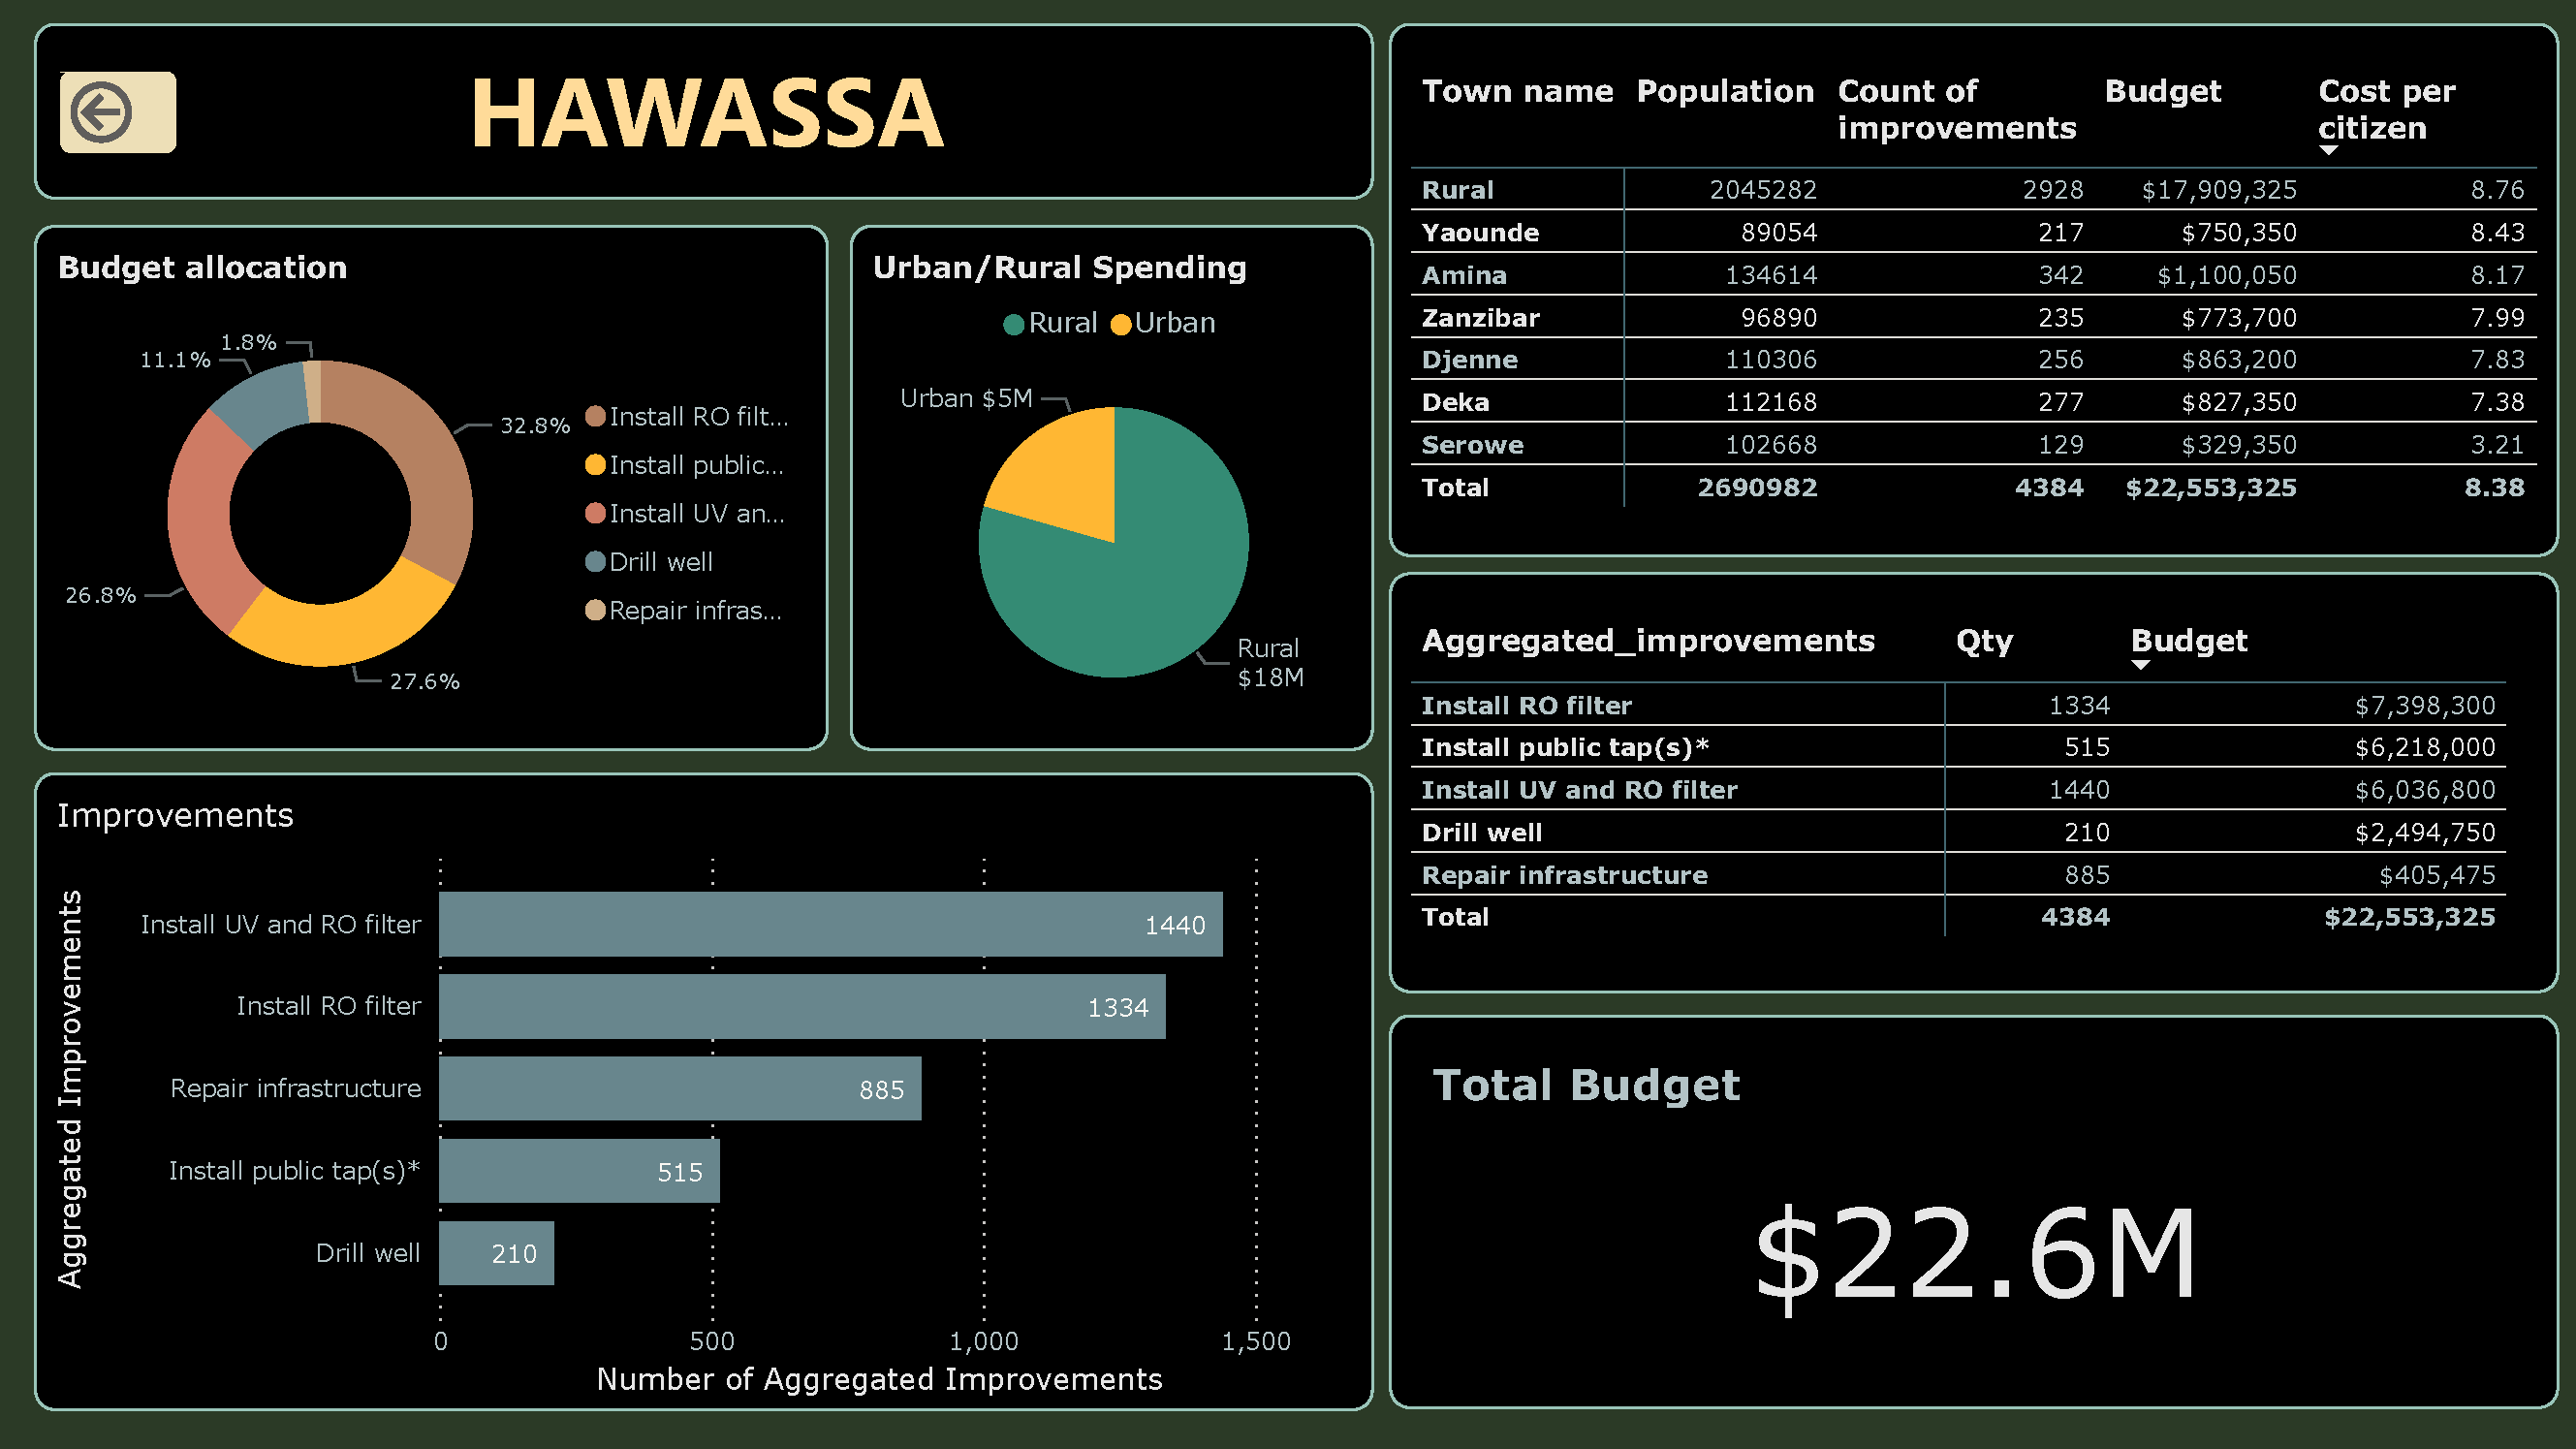 HAWASSA
Budget allocation
1.8%
11.1%
32.8%
26.8%
27.6%
Install RO filt...
Install public...
Install UV an...
Drill well
Repair infras...
Urban/Rural Spending
Rural Urban
Urban $5M
Rural
$18M
Improvements
Aggregated Improvements
Install UV and RO filter 1440
Install RO filter 1334
Repair infrastructure 885
Install public tap(s)* 515
Drill well 210
0 500 1,000 1,500
Number of Aggregated Improvements
Town name Population Count of improvements Budget Cost per citizen
Rural 2045282 2928 $17,909,325 8.76
Yaounde 89054 217 $750,350 8.43
Amina 134614 342 $1,100,050 8.17
Zanzibar 96890 235 $773,700 7.99
Djenne 110306 256 $863,200 7.83
Deka 112168 277 $827,350 7.38
Serowe 102668 129 $329,350 3.21
Total 2690982 4384 $22,553,325 8.38
Aggregated_improvements Qty Budget
Install RO filter 1334 $7,398,300
Install public tap(s)* 515 $6,218,000
Install UV and RO filter 1440 $6,036,800
Drill well 210 $2,494,750
Repair infrastructure 885 $405,475
Total 4384 $22,553,325
Total Budget
$22.6M